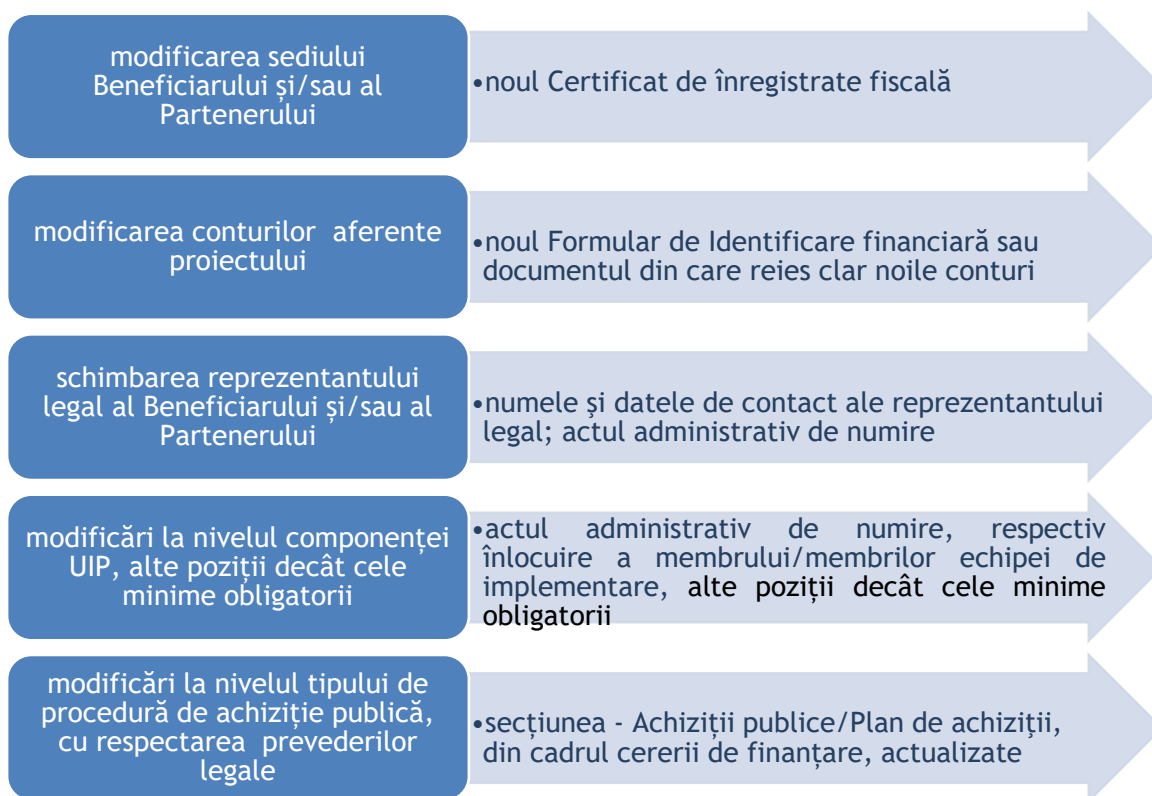 modificarea sediului
Beneficiarului și/sau al
Partenerului
•noul Certificat de înregistrate fiscală
modificarea conturilor aferente
proiectului
•noul Formular de Identificare financiară sau
documentul din care reies clar noile conturi
schimbarea reprezentantului
legal al Beneficiarului și/sau al
Partenerului
•numele şi datele de contact ale reprezentantului
legal; actul administrativ de numire
modificări la nivelul componenței
UIP, alte poziții decât cele
minime obligatorii
•actul administrativ de numire, respectiv
înlocuire a membrului/membrilor echipei de
implementare, alte poziții decât cele minime
obligatorii
modificări la nivelul tipului de
procedură de achiziție publică,
cu respectarea prevederilor
legale
•secțiunea - Achiziții publice/Plan de achiziţii,
din cadrul cererii de finanțare, actualizate